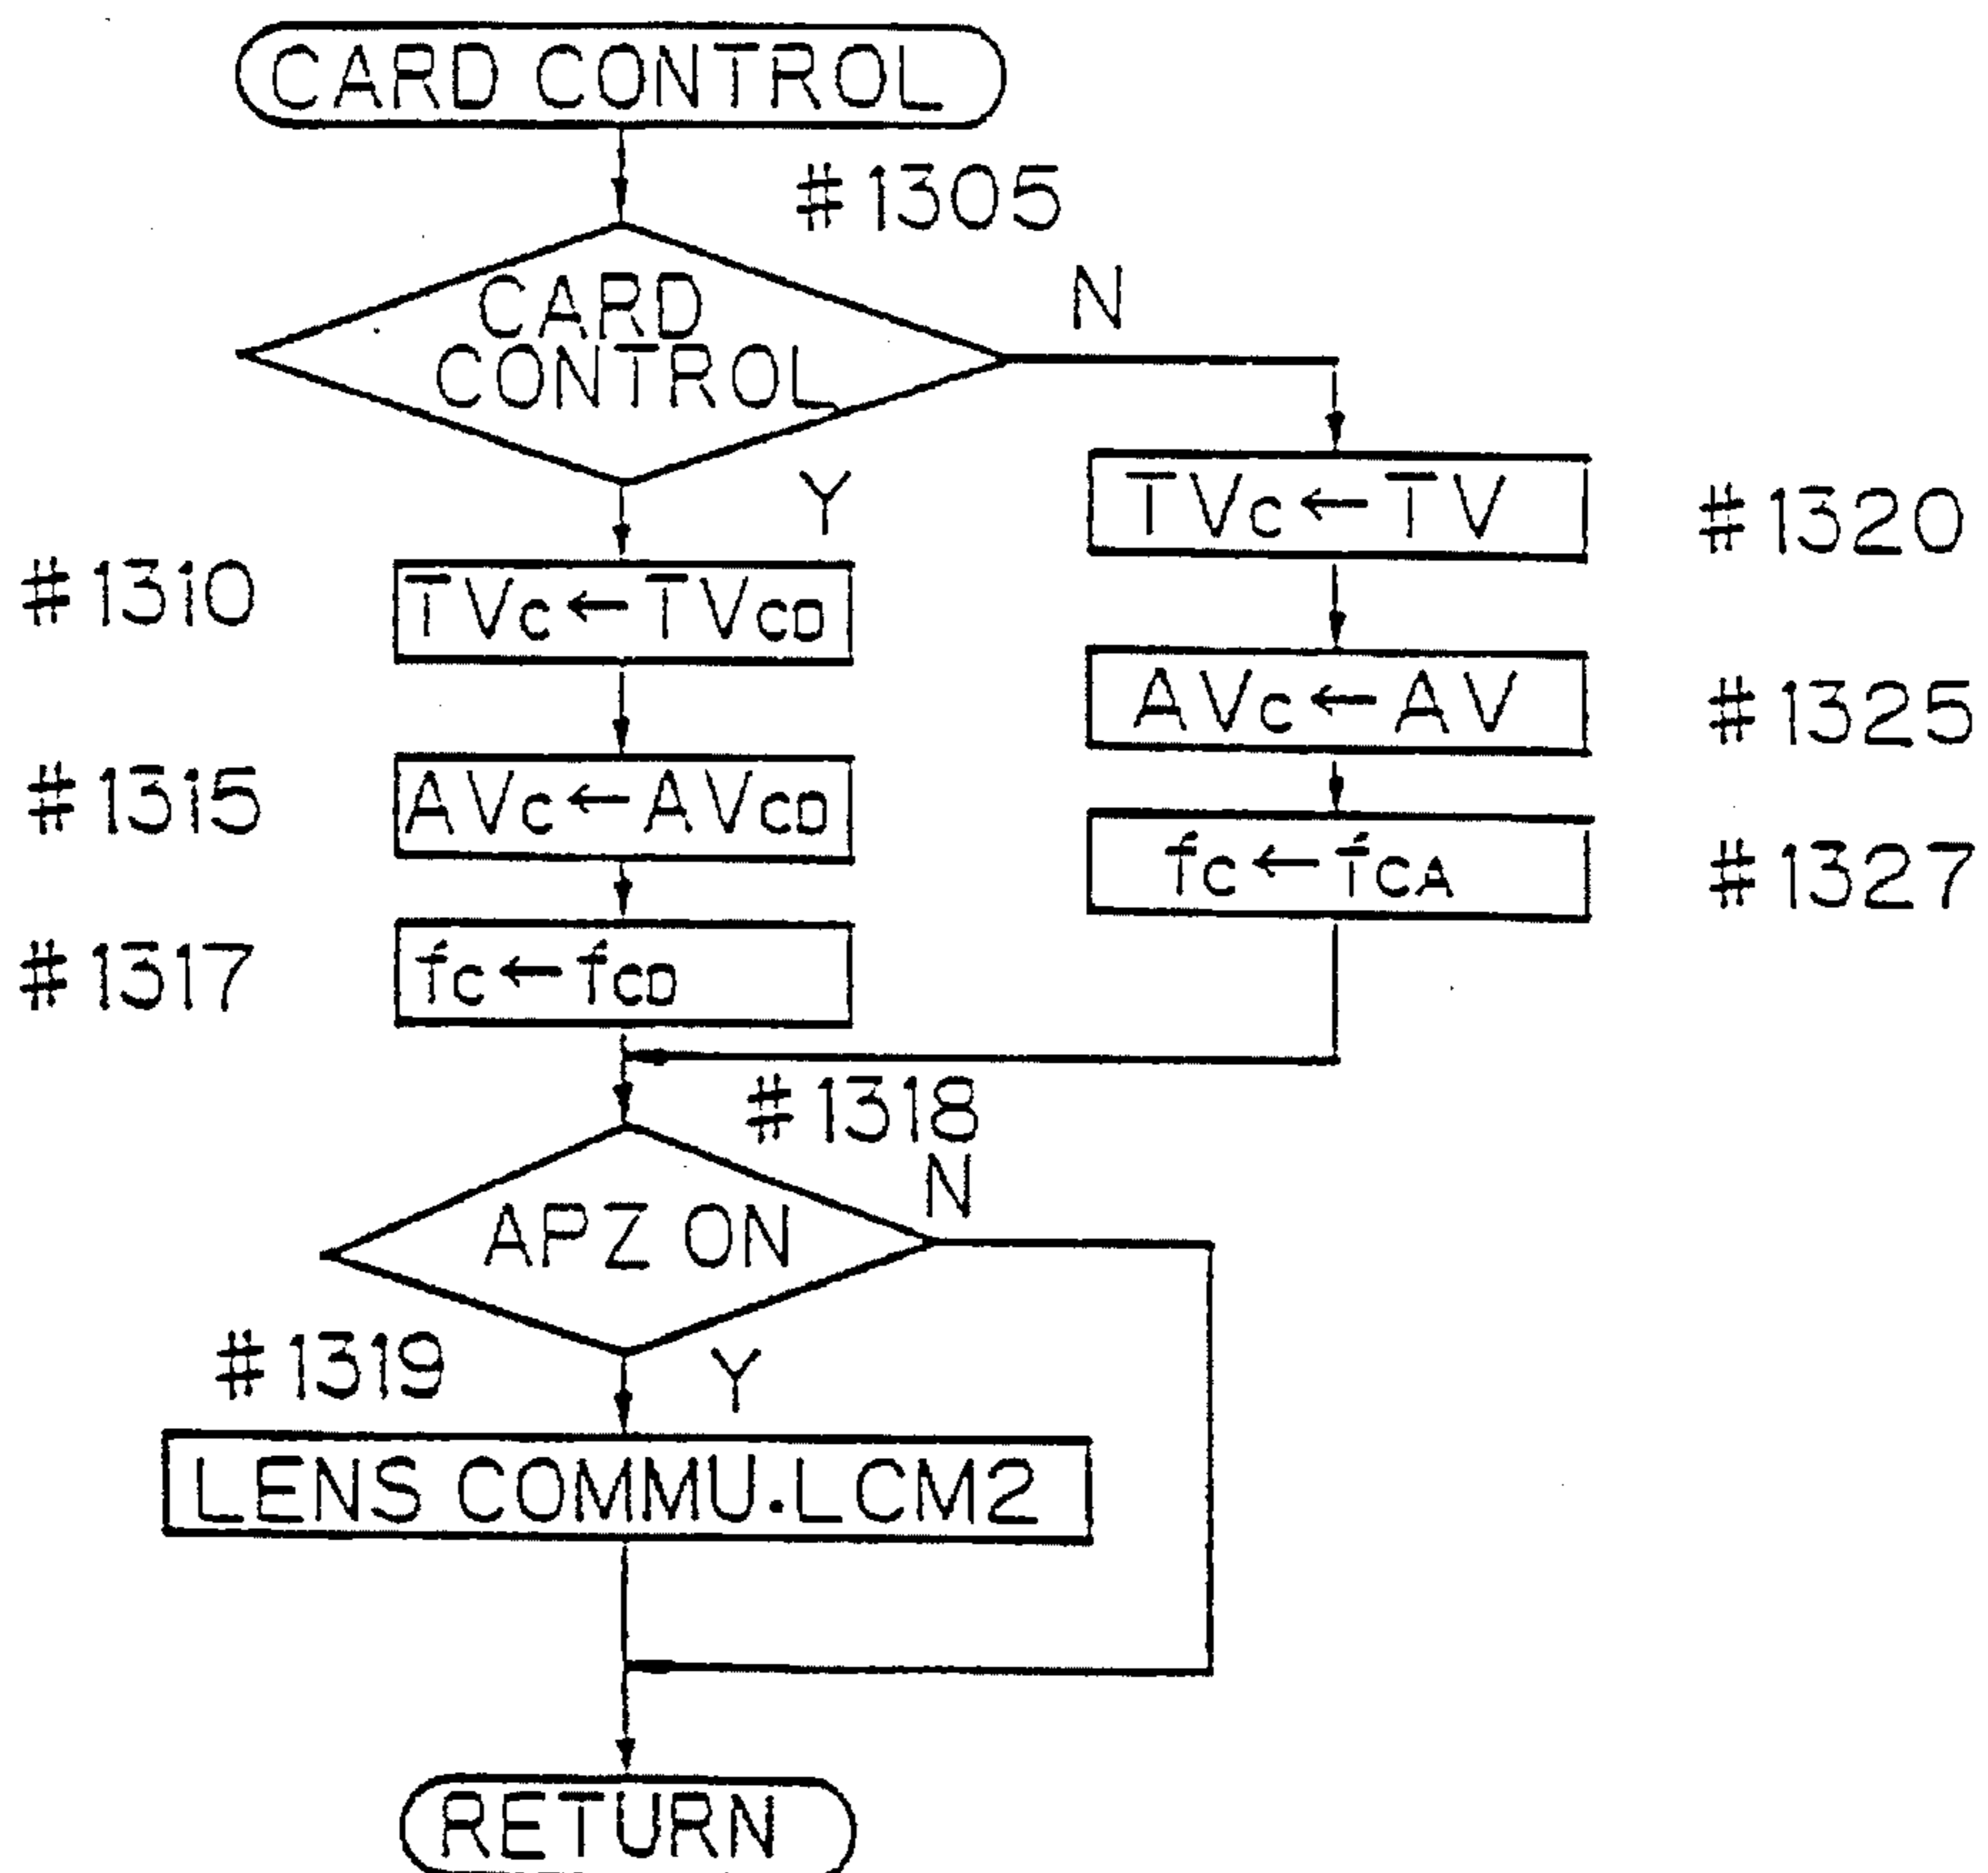 CARD CONTROL
#1305
CARD
CONTROL
N
Y
TVc←TV
#1320
#1310
TVc←TVCD
AVc←AV
#1325
#1315
AVc←AVCD
fc←fCA
#1327
#1317
fc←fCD
#1318
APZ ON
N
#1319
Y
LENS COMMU.LCM2
RETURN